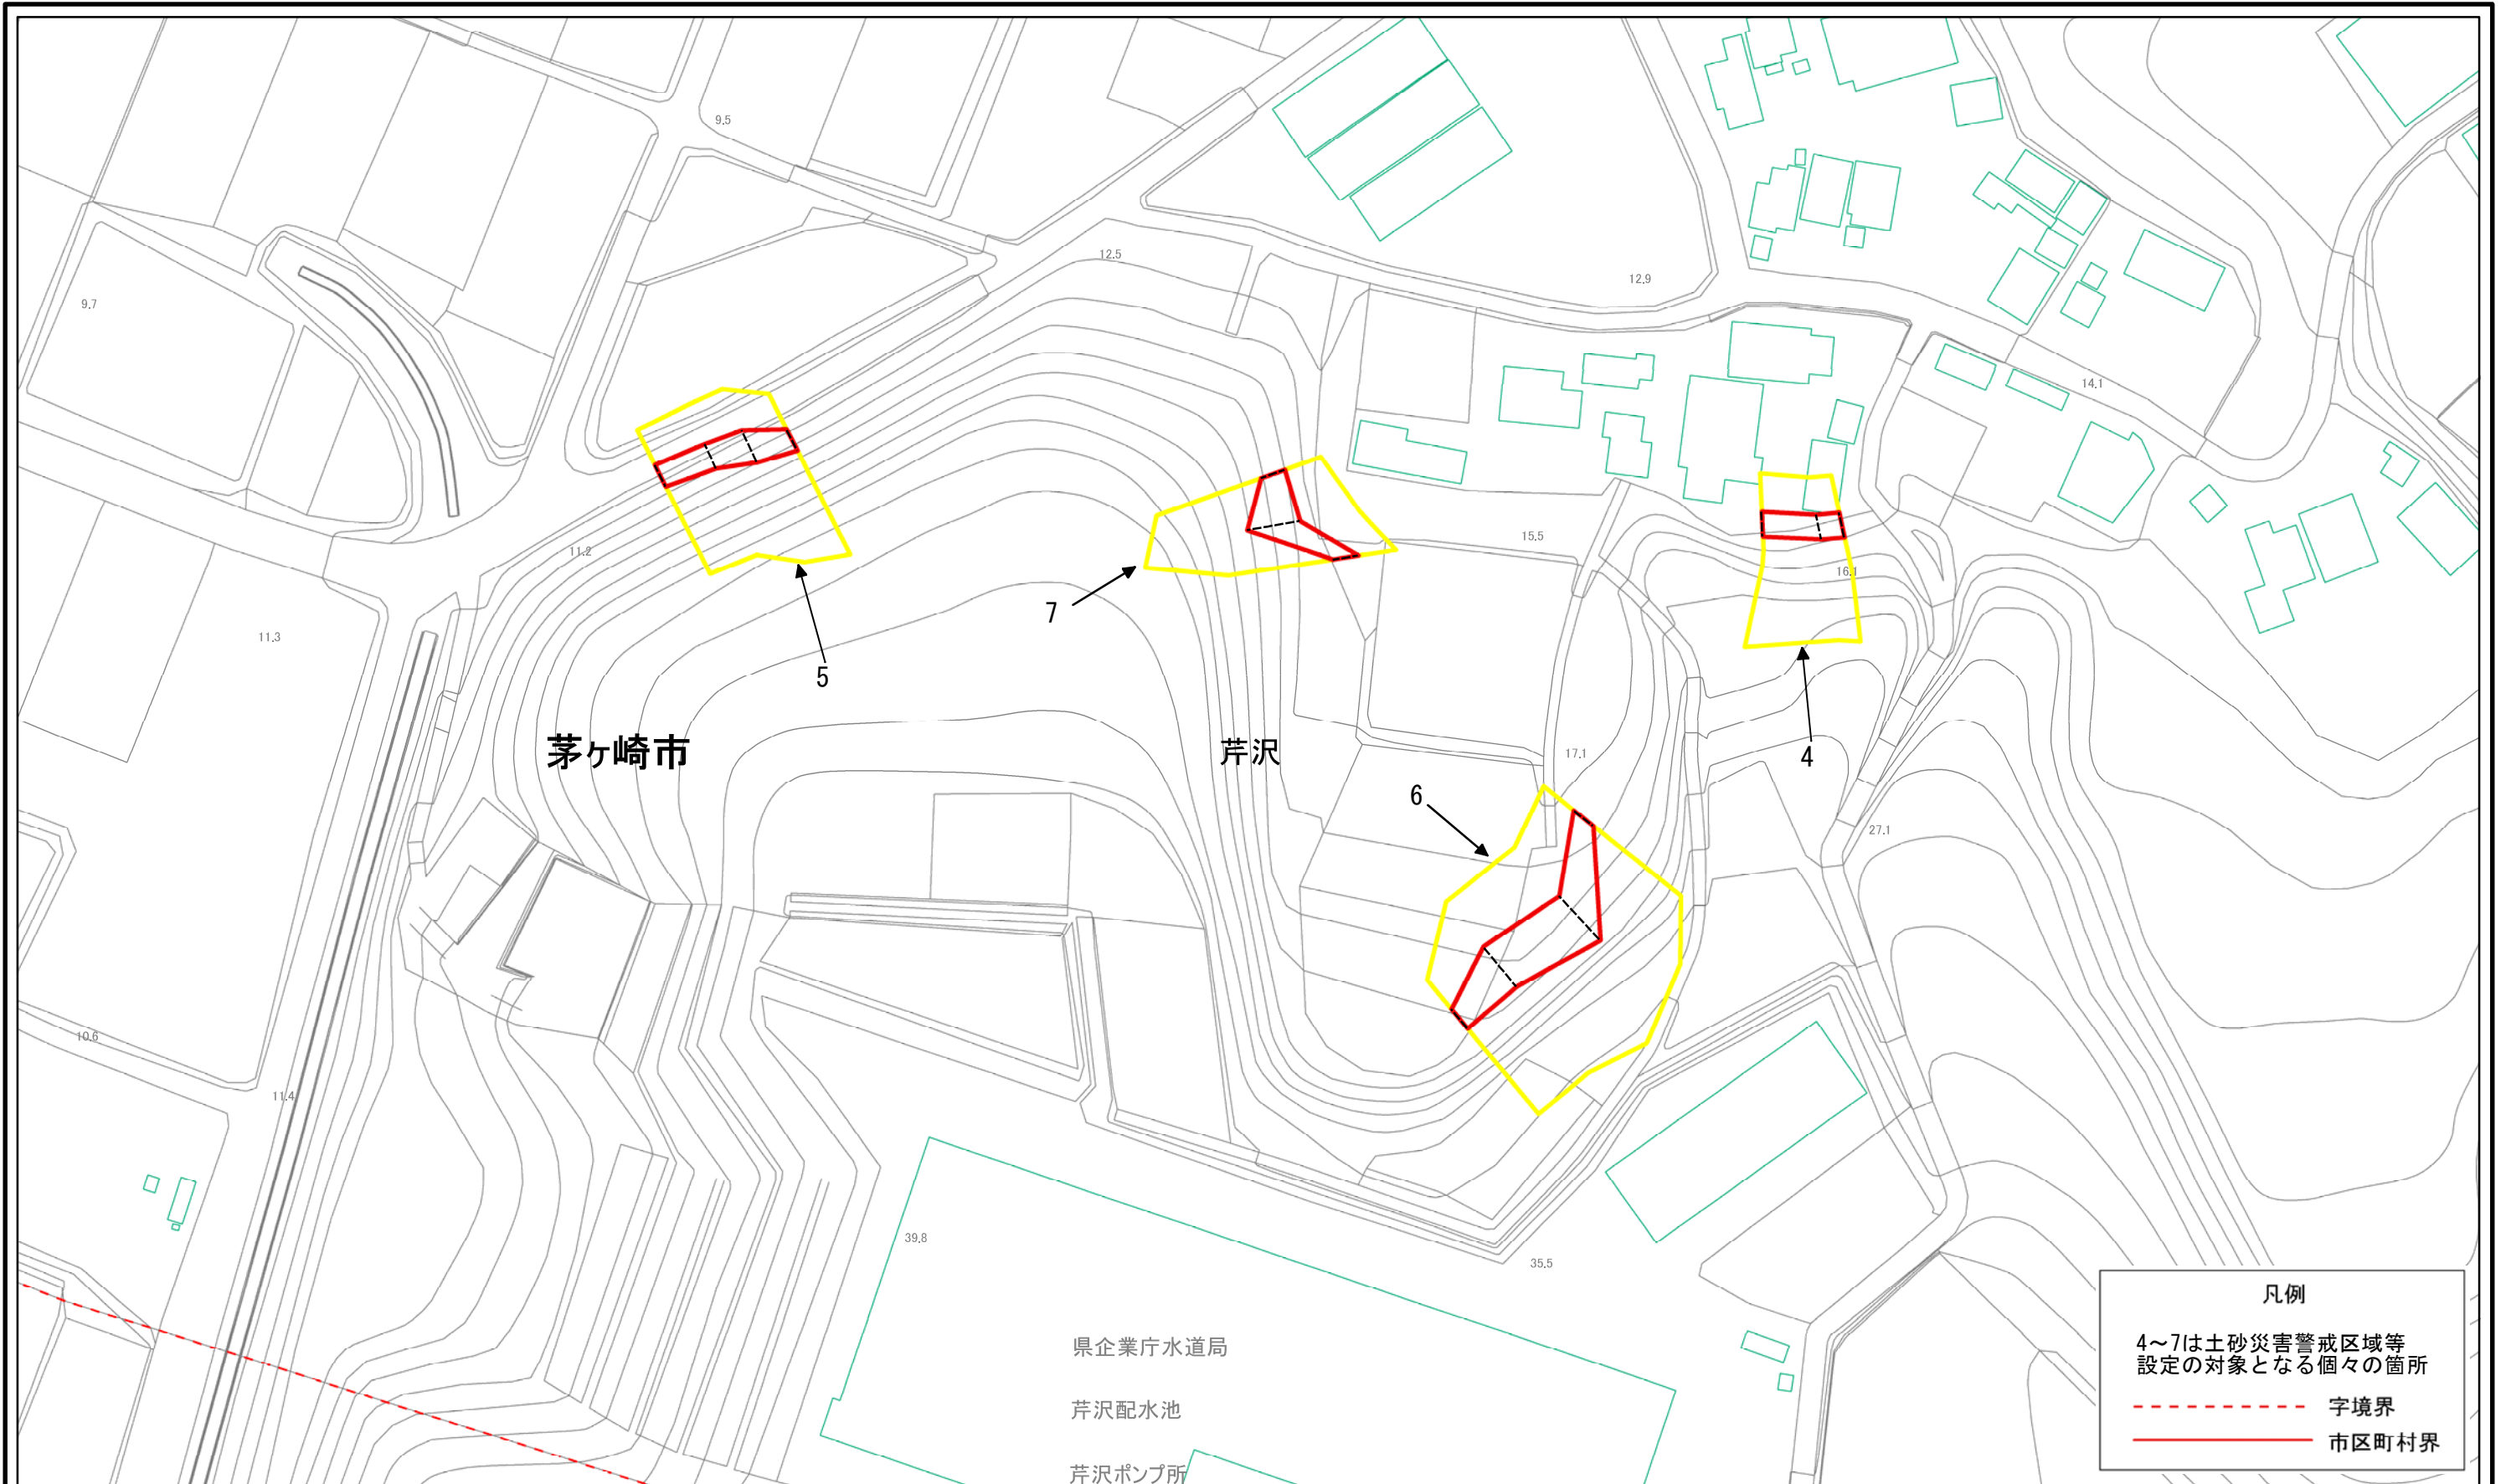 9.5
12.5
12.9
9.7
14.1
15.5
11.2
16.1
7
11.3
5
茅ヶ崎市
芹沢
17.1
4
6
27.1
10.6
11.4
39.8
35.5
県企業庁水道局
芹沢配水池
芹沢ポンプ所
凡例
4～7は土砂災害警戒区域等
設定の対象となる個々の箇所
字境界
市区町村界